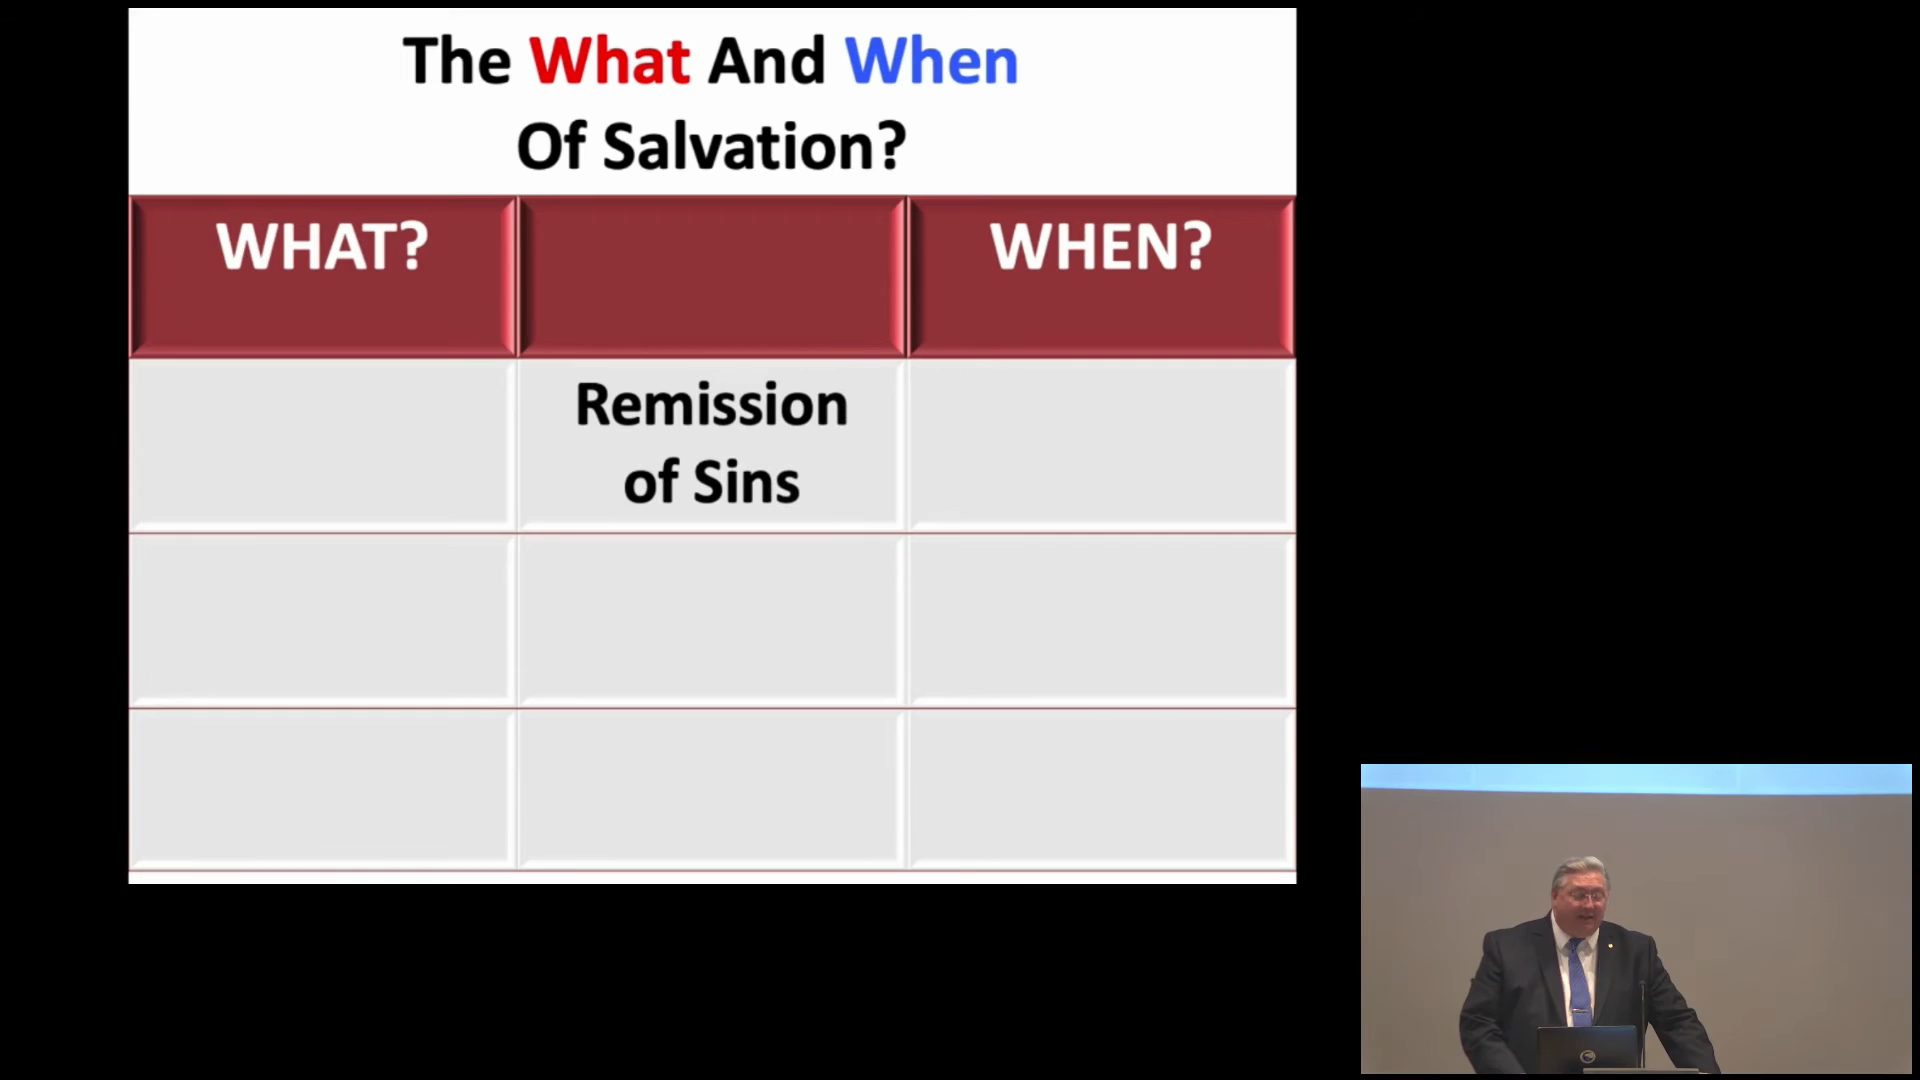 The What And When
Of Salvation?
WHAT?
WHEN?
Remission
of Sins